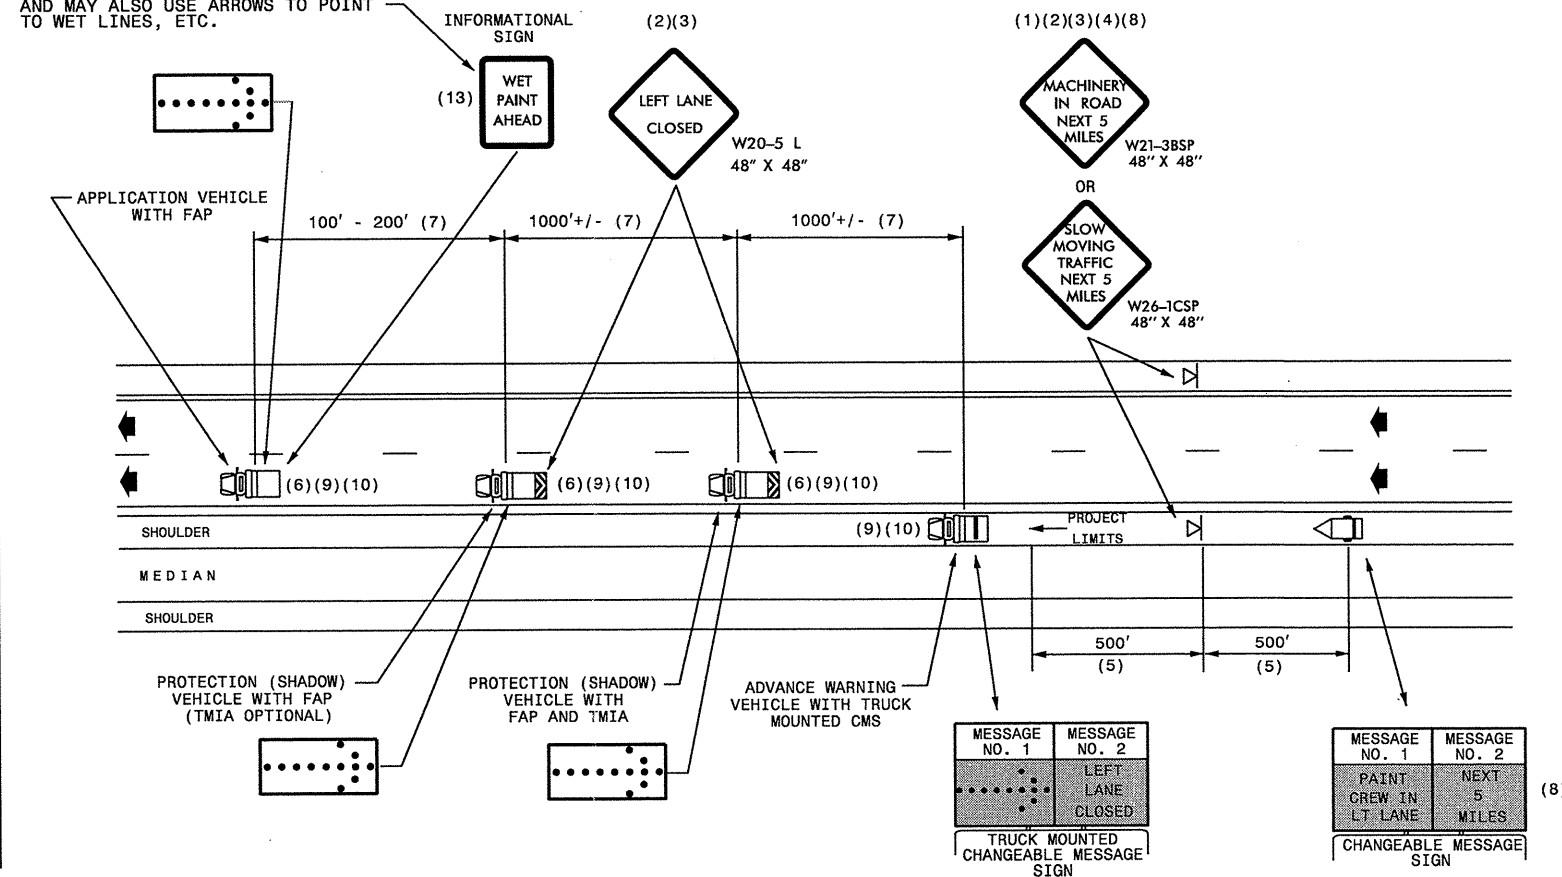 AND MAY ALSO USE ARROWS TO POINT
TO WET LINES, ETC.
INFORMATIONAL
SIGN
(13)
WET
PAINT
AHEAD
(2)(3)
LEFT LANE
CLOSED
W20-5 L
48" X 48"
(1)(2)(3)(4)(8)
MACHINERY
IN ROAD
NEXT 5
MILES
W21-3BSP
48" X 48"
OR
SLOW
MOVING
TRAFFIC
NEXT 5
MILES
W26-1CSP
48" X 48"
APPLICATION VEHICLE
WITH FAP
100' - 200' (7)
1000'+/- (7)
1000'+/- (7)
(6)(9)(10)
(6)(9)(10)
(6)(9)(10)
(9)(10)
PROJECT
LIMITS
SHOULDER
MEDIAN
SHOULDER
500'
(5)
500'
(5)
PROTECTION (SHADOW)
VEHICLE WITH FAP
(TMIA OPTIONAL)
PROTECTION (SHADOW)
VEHICLE WITH
FAP AND TMIA
ADVANCE WARNING
VEHICLE WITH TRUCK
MOUNTED CMS
MESSAGE
NO. 1
MESSAGE
NO. 2
LEFT
LANE
CLOSED
TRUCK MOUNTED
CHANGEABLE MESSAGE
SIGN
MESSAGE
NO. 1
MESSAGE
NO. 2
PAINT
CREW IN
LT LANE
NEXT
5
MILES
(8
CHANGEABLE MESSAGE
SIGN